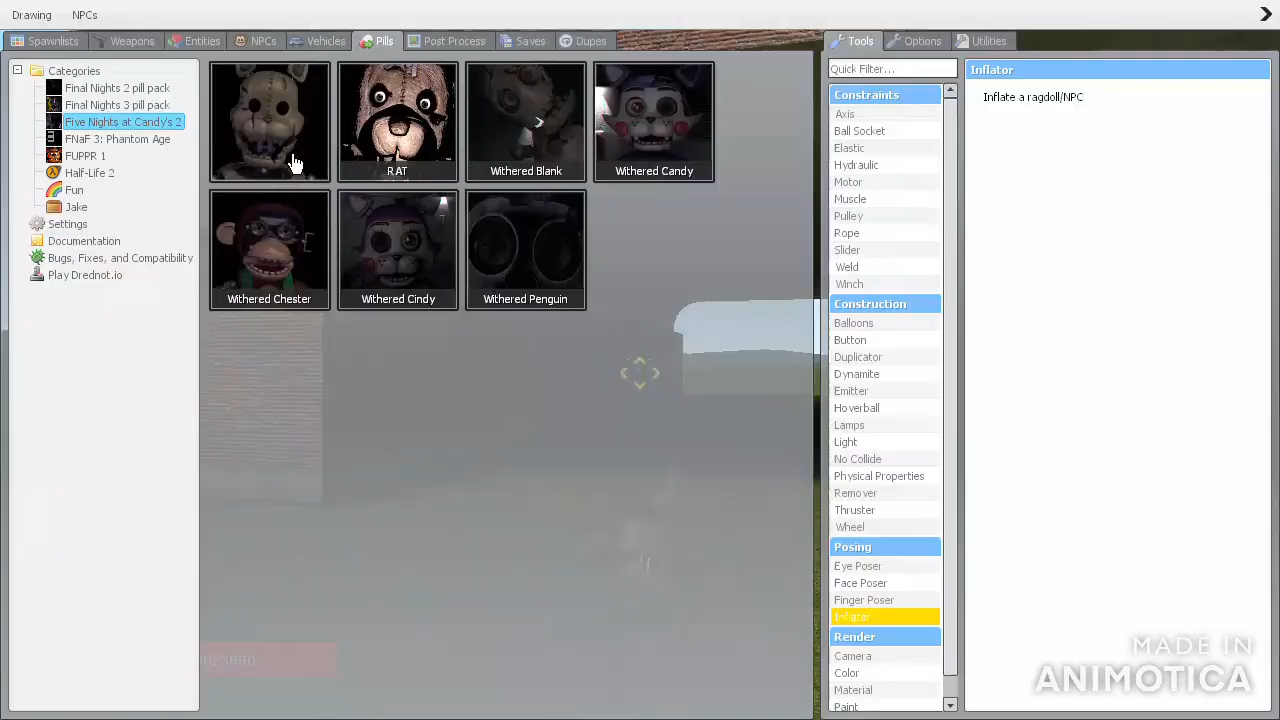 Drawing NPCs
Spawnlists Weapons Entities NPCs Vehicles Pills Post Process Saves Dupes
Categories
Final Nights 2 pill pack
Final Nights 3 pill pack
Five Nights at Candy's 2
FNaF 3: Phantom Age
FUPPR 1
Half-Life 2
Fun
Jake
Settings
Documentation
Bugs, Fixes, and Compatibility
Play Drednot.io
RAT
Withered Blank
Withered Candy
Withered Chester
Withered Cindy
Withered Penguin
Tools Options Utilities
Quick Filter...
Constraints
Axis
Ball Socket
Elastic
Hydraulic
Motor
Muscle
Pulley
Rope
Slider
Weld
Winch
Construction
Balloons
Button
Duplicator
Dynamite
Emitter
Hoverball
Lamps
Light
No Collide
Physical Properties
Remover
Thruster
Wheel
Posing
Eye Poser
Face Poser
Finger Poser
Inflator
Render
Camera
Color
Material
Paint
Inflator
Inflate a ragdoll/NPC
MADE IN
ANIMOTICA